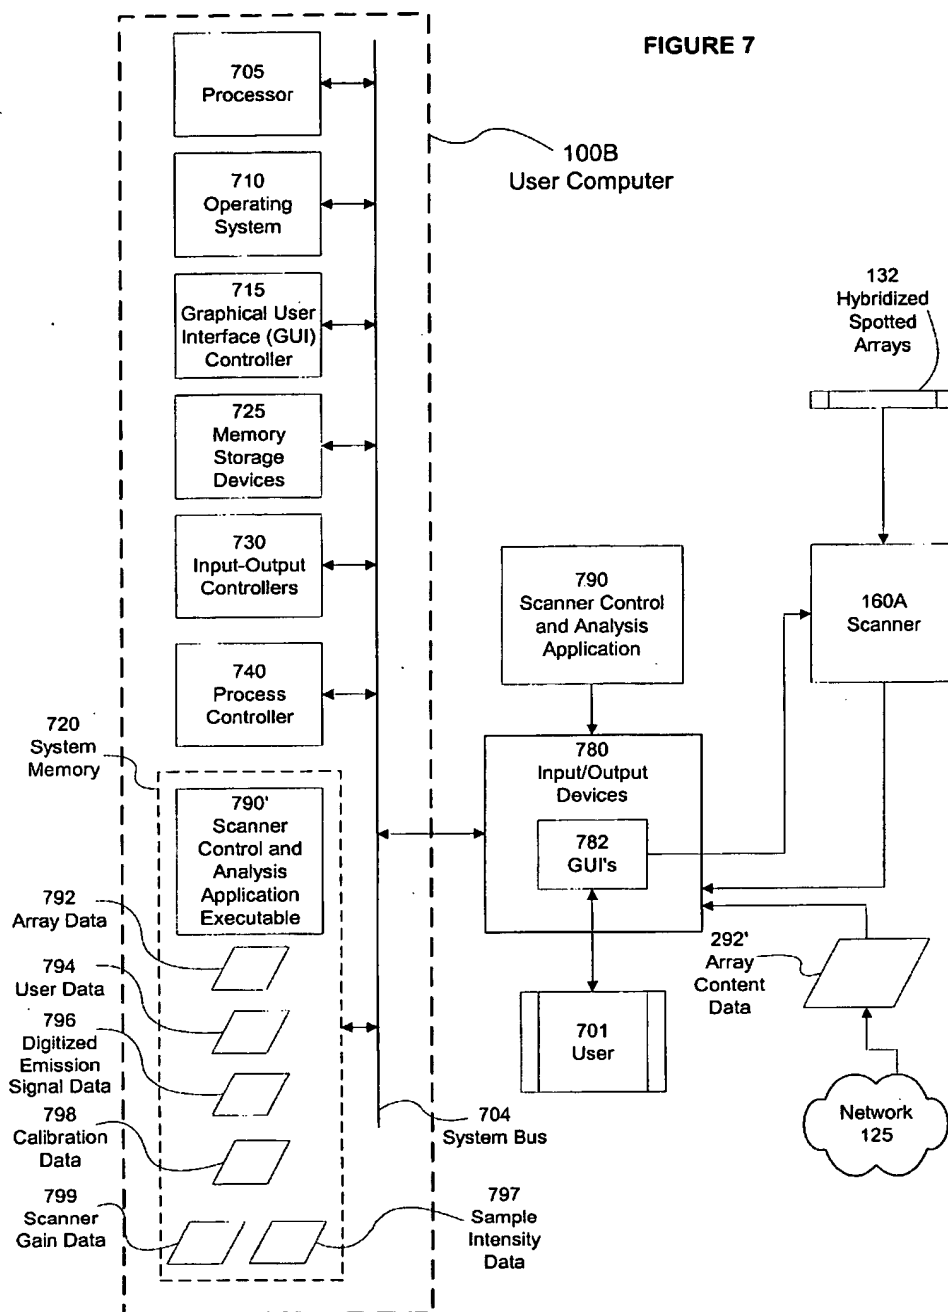 FIGURE 7
705
Processor
100B
User Computer
710
Operating
System
715
Graphical User
Interface (GUI)
Controller
132
Hybridized
Spotted
Arrays
725
Memory
Storage
Devices
730
Input-Output
Controllers
790
Scanner Control
and Analysis
Application
160A
Scanner
740
Process
Controller
720
System
Memory
780
Input/Output
Devices
782
GUI's
790'
Scanner
Control and
Analysis
Application
Executable
792
Array Data
794
User Data
796
Digitized
Emission
Signal Data
798
Calibration
Data
799
Scanner
Gain Data
797
Sample
Intensity
Data
704
System Bus
701
User
292'
Array
Content
Data
Network
125